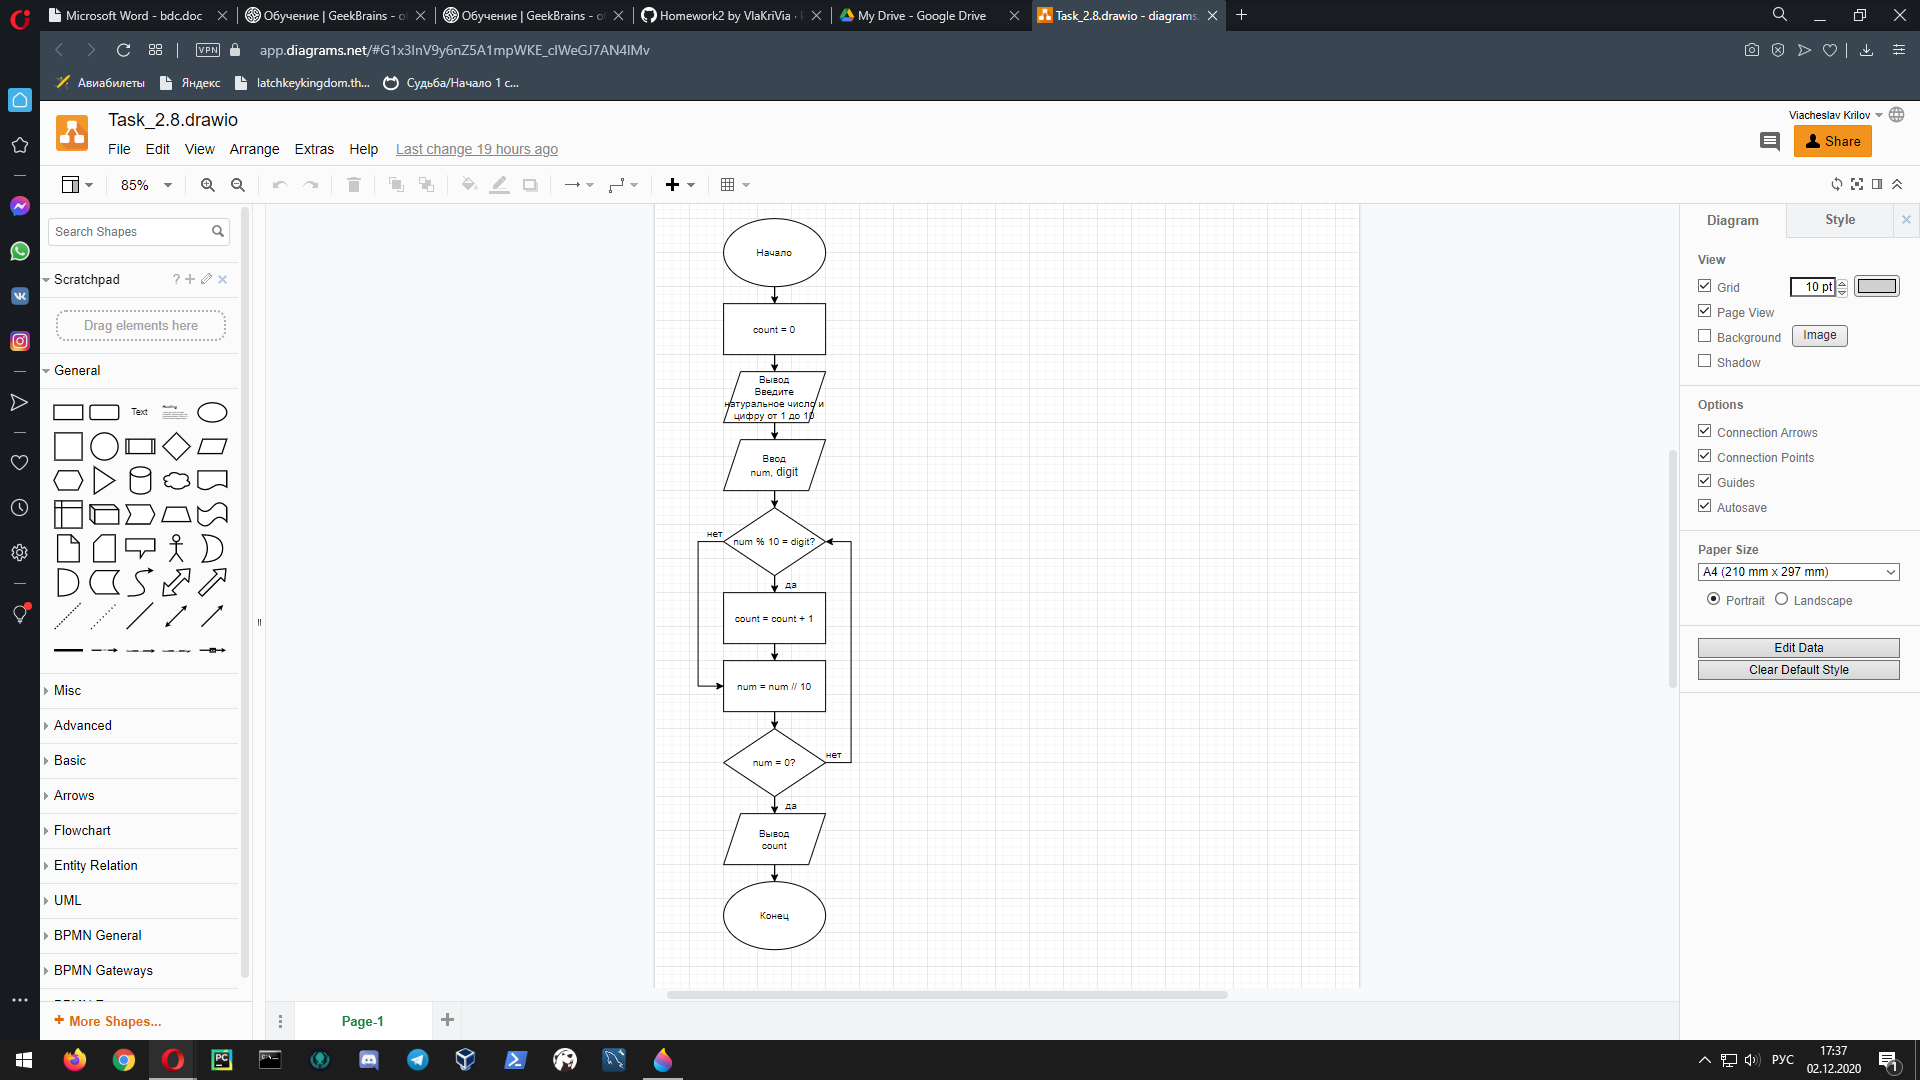 Microsoft Word - bdc.doc
Обучение | GeekBrains - о
Обучение | GeekBrains - о
Homework2 by VlaKriVia ·
My Drive - Google Drive
Task_2.8.drawio - diagrams.
VPN
app.diagrams.net/#G1x3InV9y6nZ5A1mpWKE_cIWeGJ7AN4IMv
Авиабилеты
Яндекс
latchkeykingdom.th...
Судьба/Начало 1 с...
Task_2.8.drawio
Viacheslav Krilov
File Edit View Arrange Extras Help Last change 19 hours ago
Share
85%
Search Shapes
Scratchpad
?
Drag elements here
General
Text
Heading
Misc
Advanced
Basic
Arrows
Flowchart
Entity Relation
UML
BPMN General
BPMN Gateways
+ More Shapes...
Начало
count = 0
Вывод
Введите
натуральное число и
цифру от 1 до 10
Ввод
num, digit
нет
num % 10 = digit?
да
count = count + 1
num = num // 10
num = 0?
нет
да
Вывод
count
Конец
Page-1
Diagram
Style
View
Grid
10 pt
Page View
Background
Image
Shadow
Options
Connection Arrows
Connection Points
Guides
Autosave
Paper Size
A4 (210 mm x 297 mm)
Portrait
Landscape
Edit Data
Clear Default Style
PC
РУС
17:37
02.12.2020
1